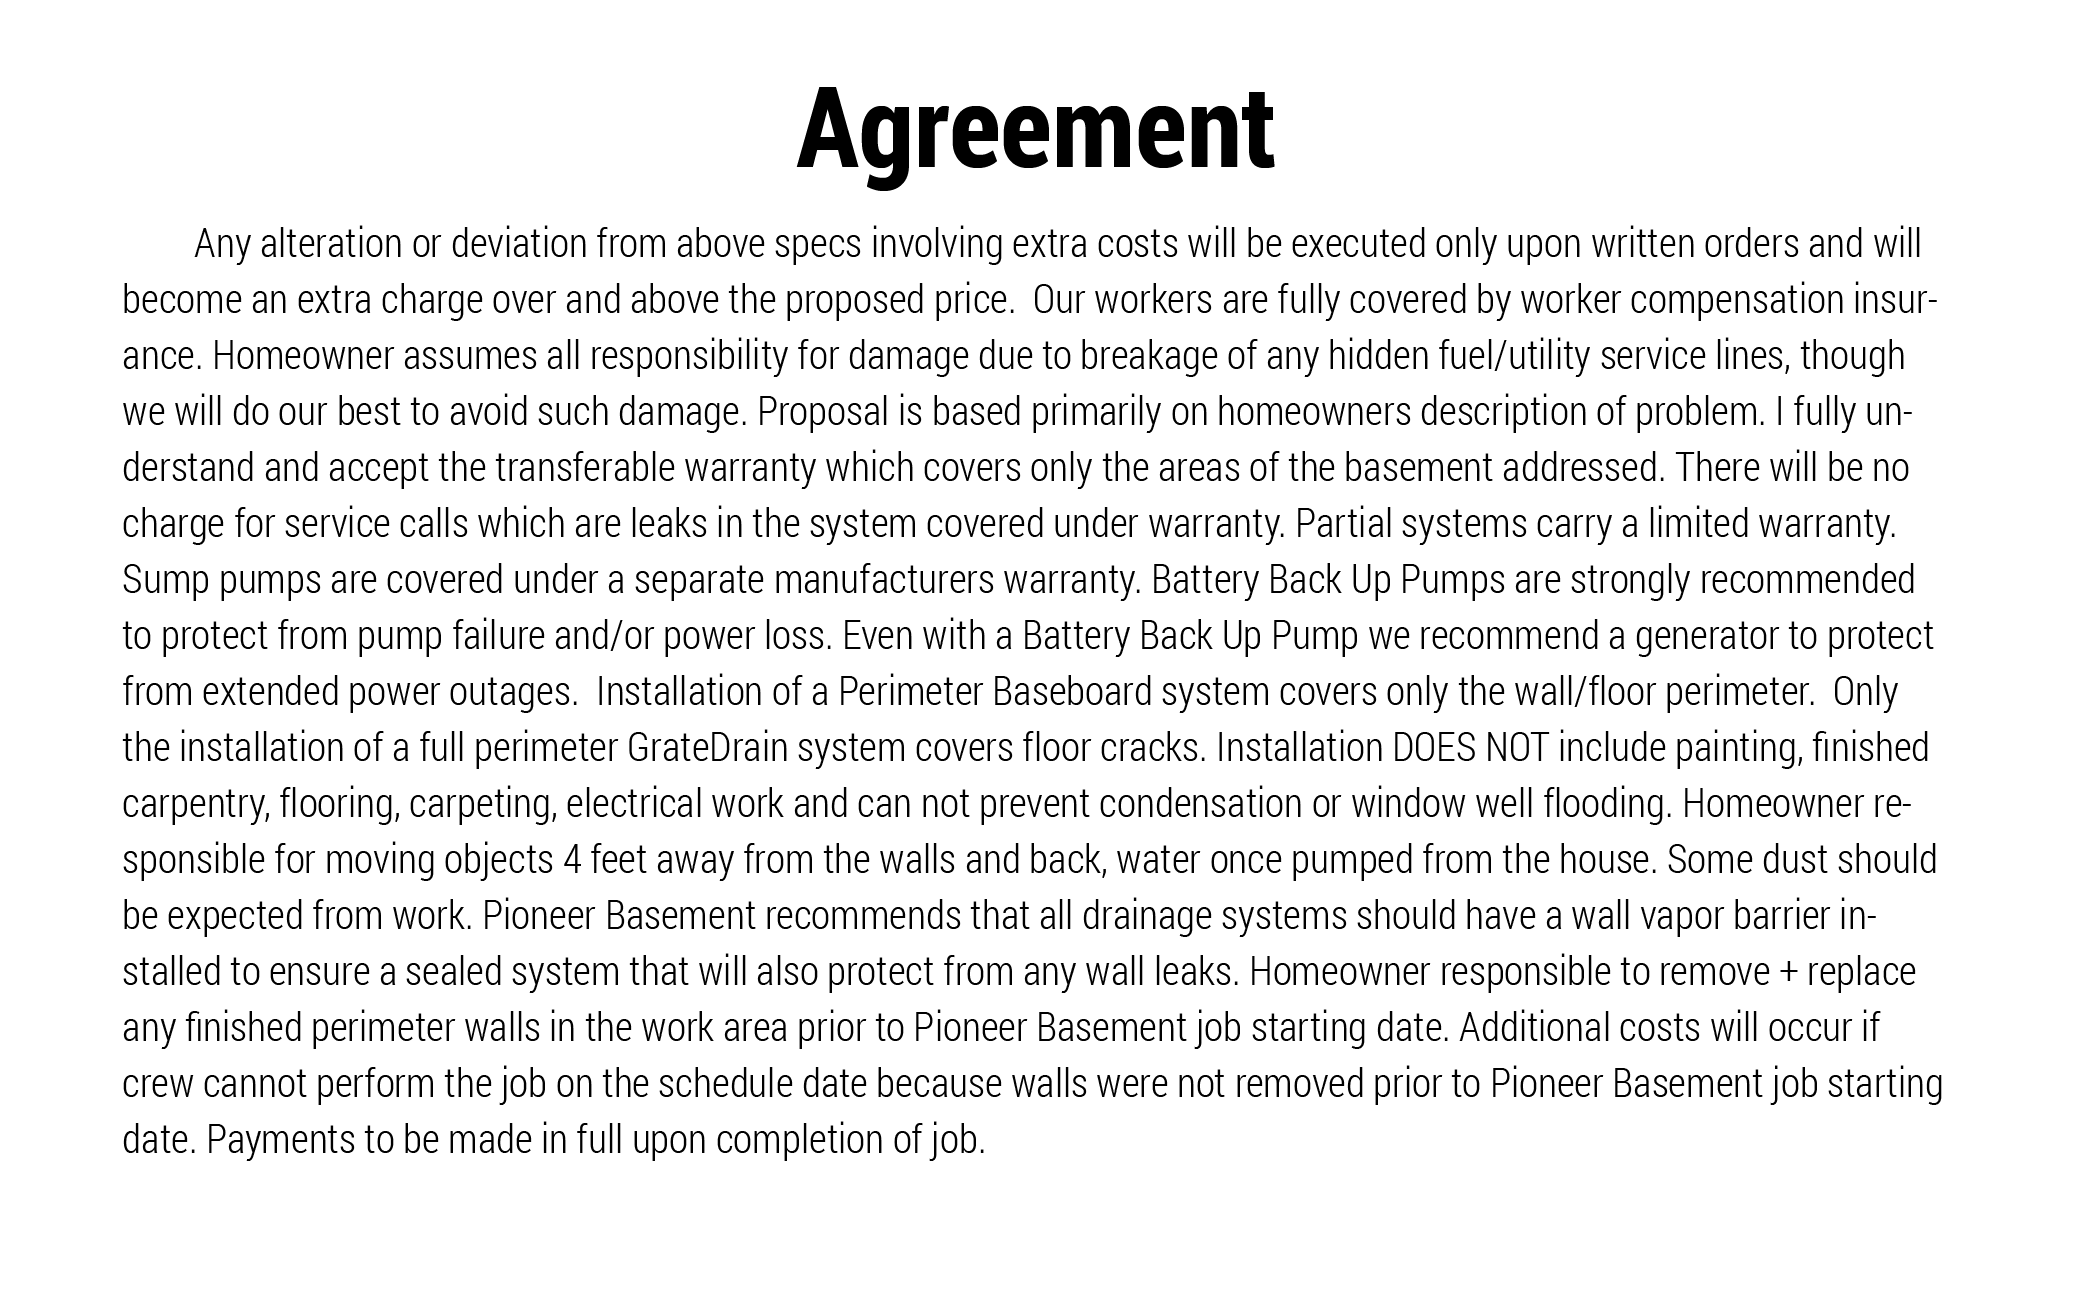 Agreement
Any alteration or deviation from above specs involving extra costs will be executed only upon written orders and will
become an extra charge over and above the proposed price.  Our workers are fully covered by worker compensation insur-
ance. Homeowner assumes all responsibility for damage due to breakage of any hidden fuel/utility service lines, though
we will do our best to avoid such damage. Proposal is based primarily on homeowners description of problem. I fully un-
derstand and accept the transferable warranty which covers only the areas of the basement addressed. There will be no
charge for service calls which are leaks in the system covered under warranty. Partial systems carry a limited warranty.
Sump pumps are covered under a separate manufacturers warranty. Battery Back Up Pumps are strongly recommended
to protect from pump failure and/or power loss. Even with a Battery Back Up Pump we recommend a generator to protect
from extended power outages.  Installation of a Perimeter Baseboard system covers only the wall/floor perimeter.  Only
the installation of a full perimeter GrateDrain system covers floor cracks. Installation DOES NOT include painting, finished
carpentry, flooring, carpeting, electrical work and can not prevent condensation or window well flooding. Homeowner re-
sponsible for moving objects 4 feet away from the walls and back, water once pumped from the house. Some dust should
be expected from work. Pioneer Basement recommends that all drainage systems should have a wall vapor barrier in-
stalled to ensure a sealed system that will also protect from any wall leaks. Homeowner responsible to remove + replace
any finished perimeter walls in the work area prior to Pioneer Basement job starting date. Additional costs will occur if
crew cannot perform the job on the schedule date because walls were not removed prior to Pioneer Basement job starting
date. Payments to be made in full upon completion of job.